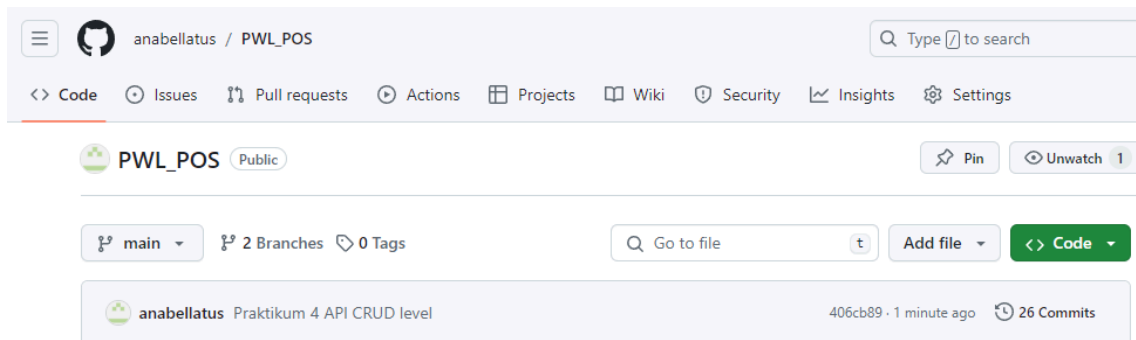 anabellatus / PWL_POS
Type / to search
<> Code Issues Pull requests Actions Projects Wiki Security Insights Settings
PWL_POS Public
Pin Unwatch 1
main 2 Branches 0 Tags Go to file t Add file <> Code
anabellatus Praktikum 4 API CRUD level 406cb89 · 1 minute ago 26 Commits